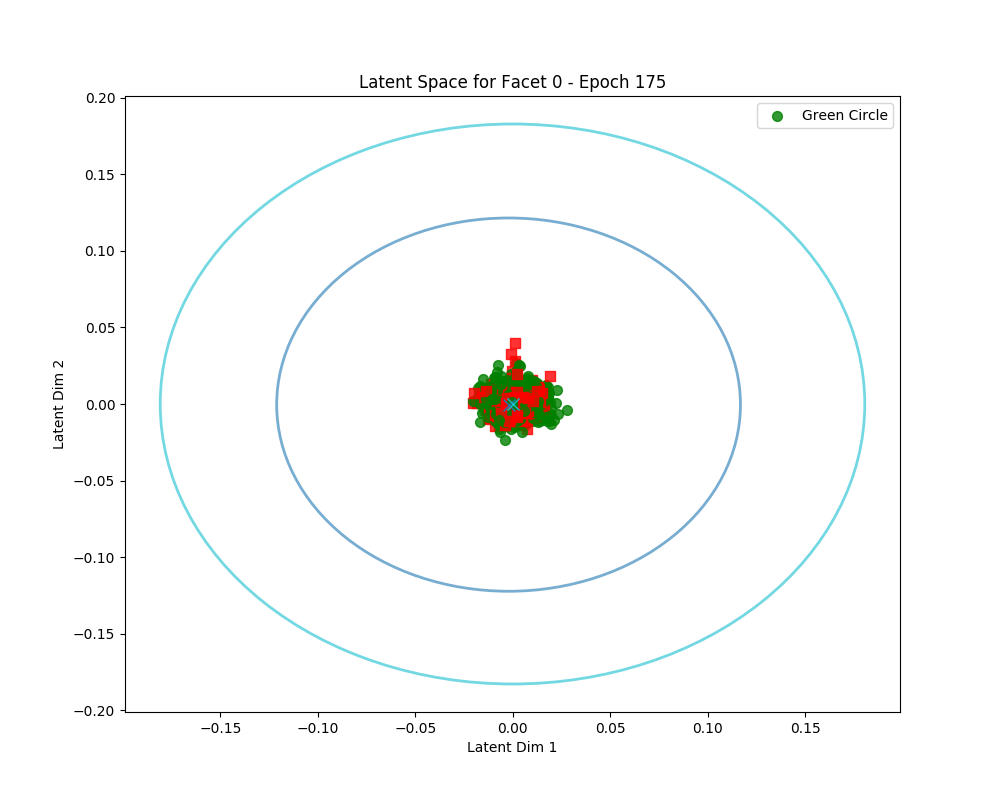 Latent Space for Facet 0 - Epoch 175
Green Circle
0.20
0.15
0.10
0.05
0.00
−0.05
−0.10
−0.15
−0.20
Latent Dim 2
−0.15 −0.10 −0.05 0.00 0.05 0.10 0.15
Latent Dim 1